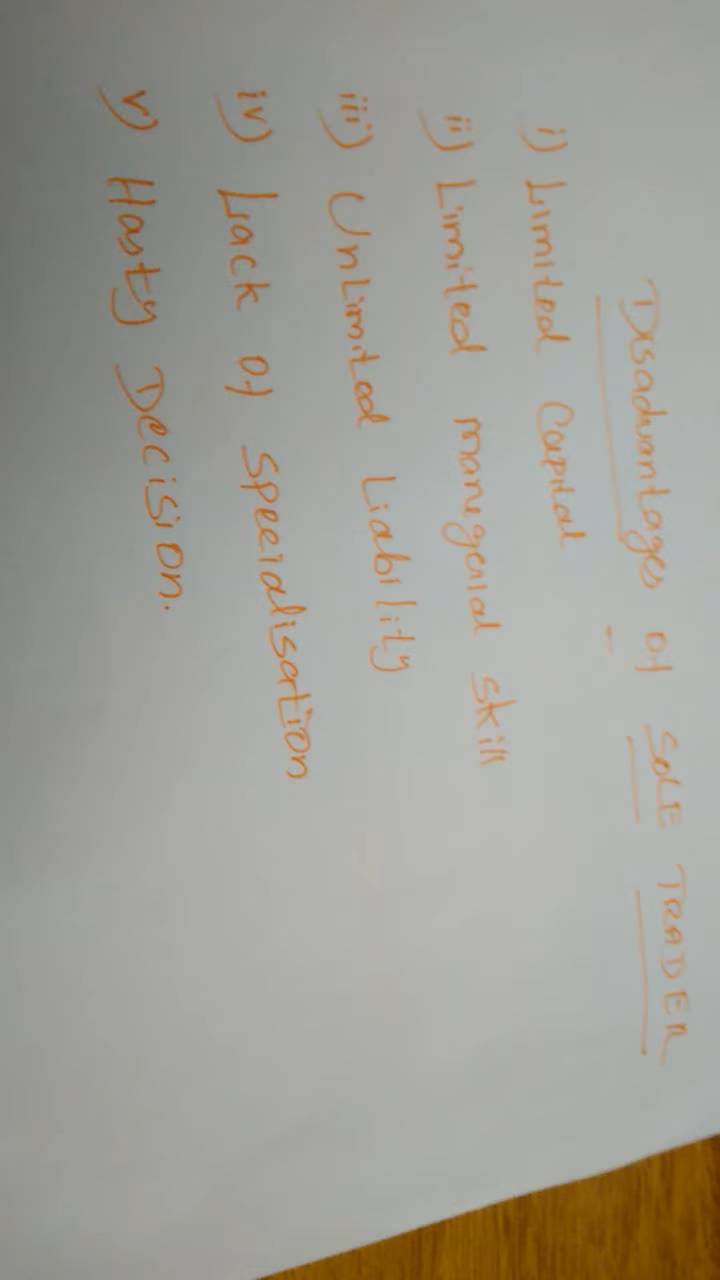 Disadvantages of SOLE TRADER
i) Limited Capital
ii) Limited manegerial skill
iii) UnLimited Liability
iv) Lack of specialisation
v) Hasty Decision.